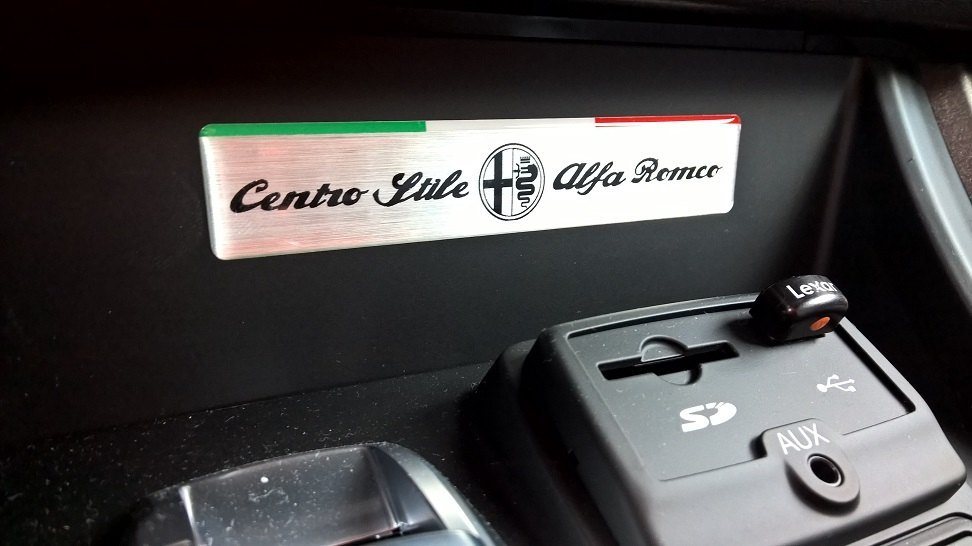 Centro Stile Alfa Romeo
Lexar
SD
AUX